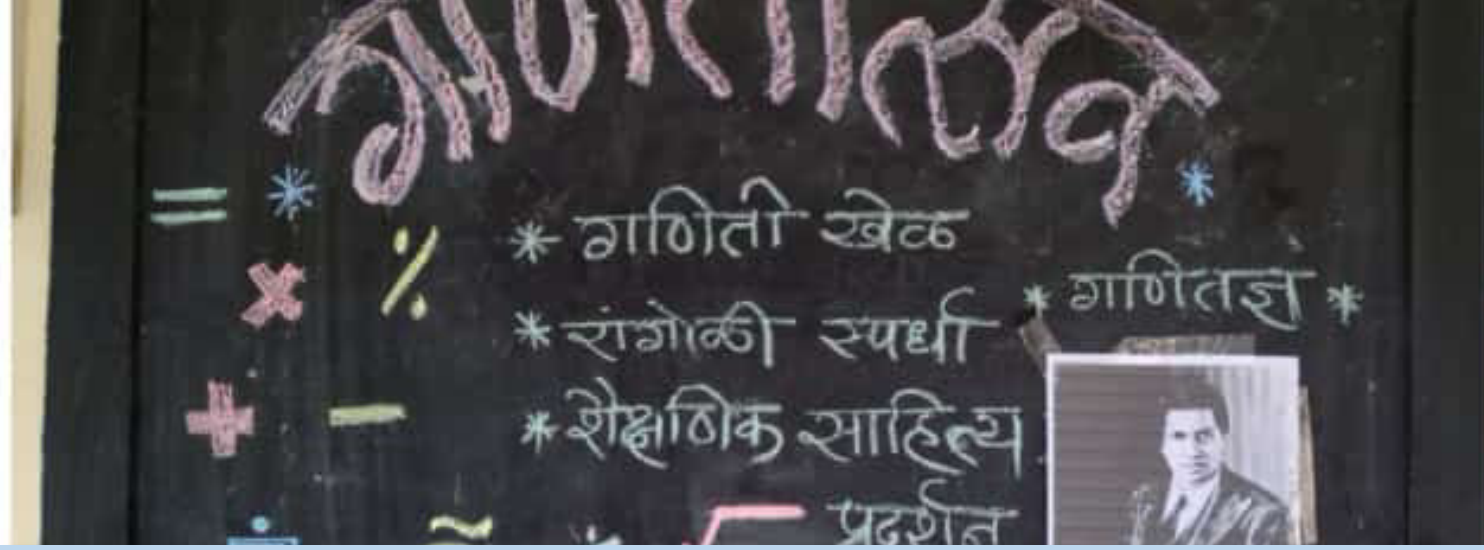 गणितोत्सव
= *
* गणिती खेळ
× %
* गणितज्ञ *
* रांगोळी स्पर्धा
+ −
* शैक्षणिक साहित्य
प्रदर्शन